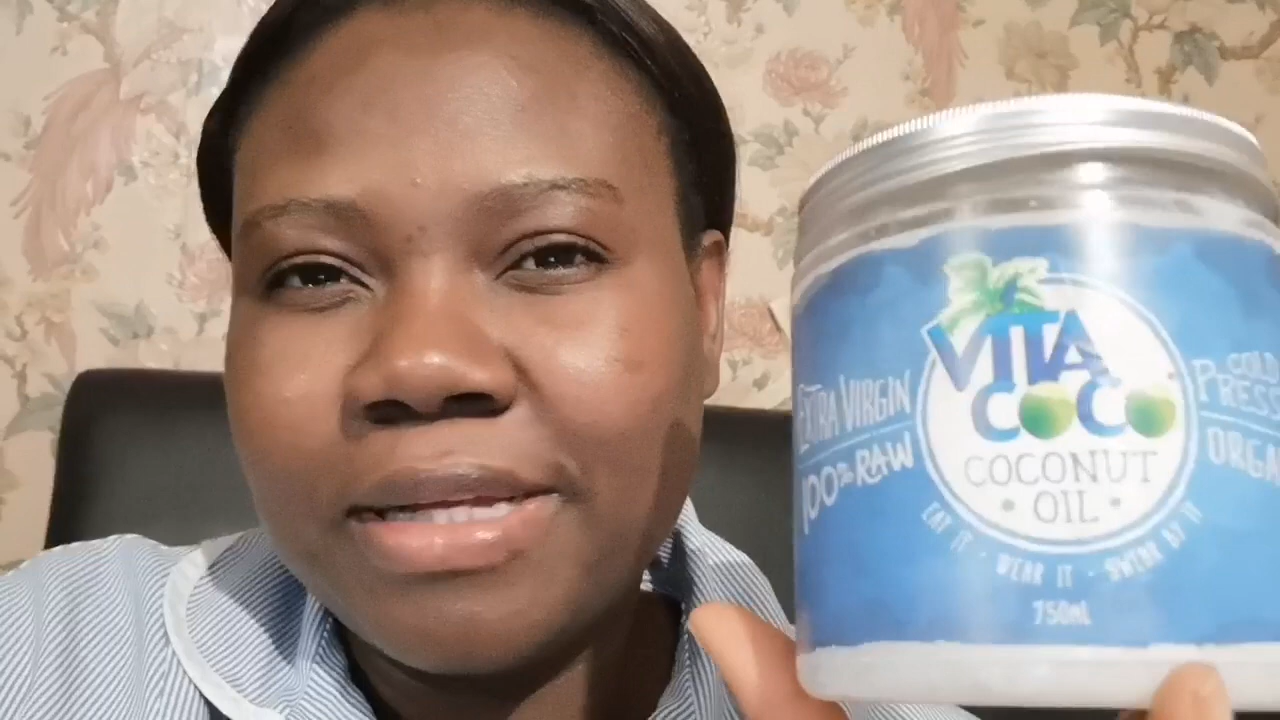 VITA
COCO
COCONUT
OIL
EXTRA VIRGIN
100% RAW
COLD
PRESS
ORGA
EAT IT · WEAR IT · SWEAR BY IT
750mL